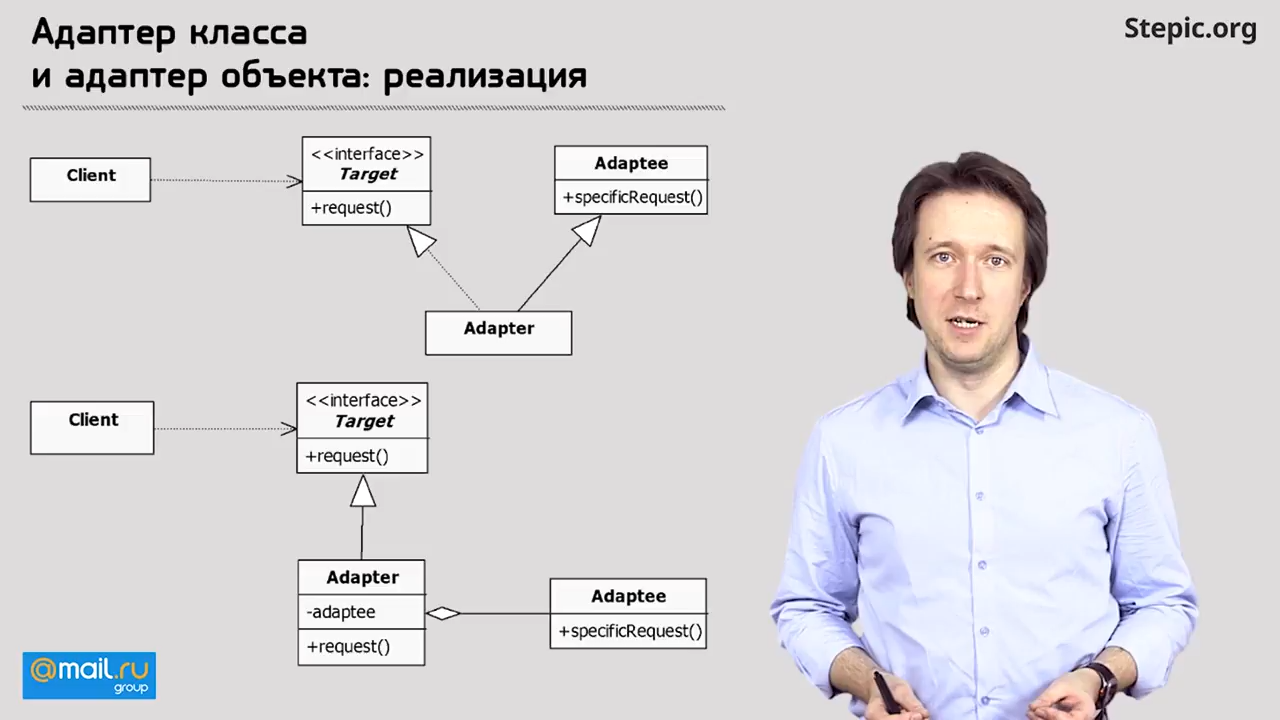 Адаптер класса
и адаптер объекта: реализация
Stepic.org
Client
<<interface>>
Target
+request()
Adaptee
+specificRequest()
Adapter
Client
<<interface>>
Target
+request()
Adapter
-adaptee
+request()
Adaptee
+specificRequest()
@mail.ru
group